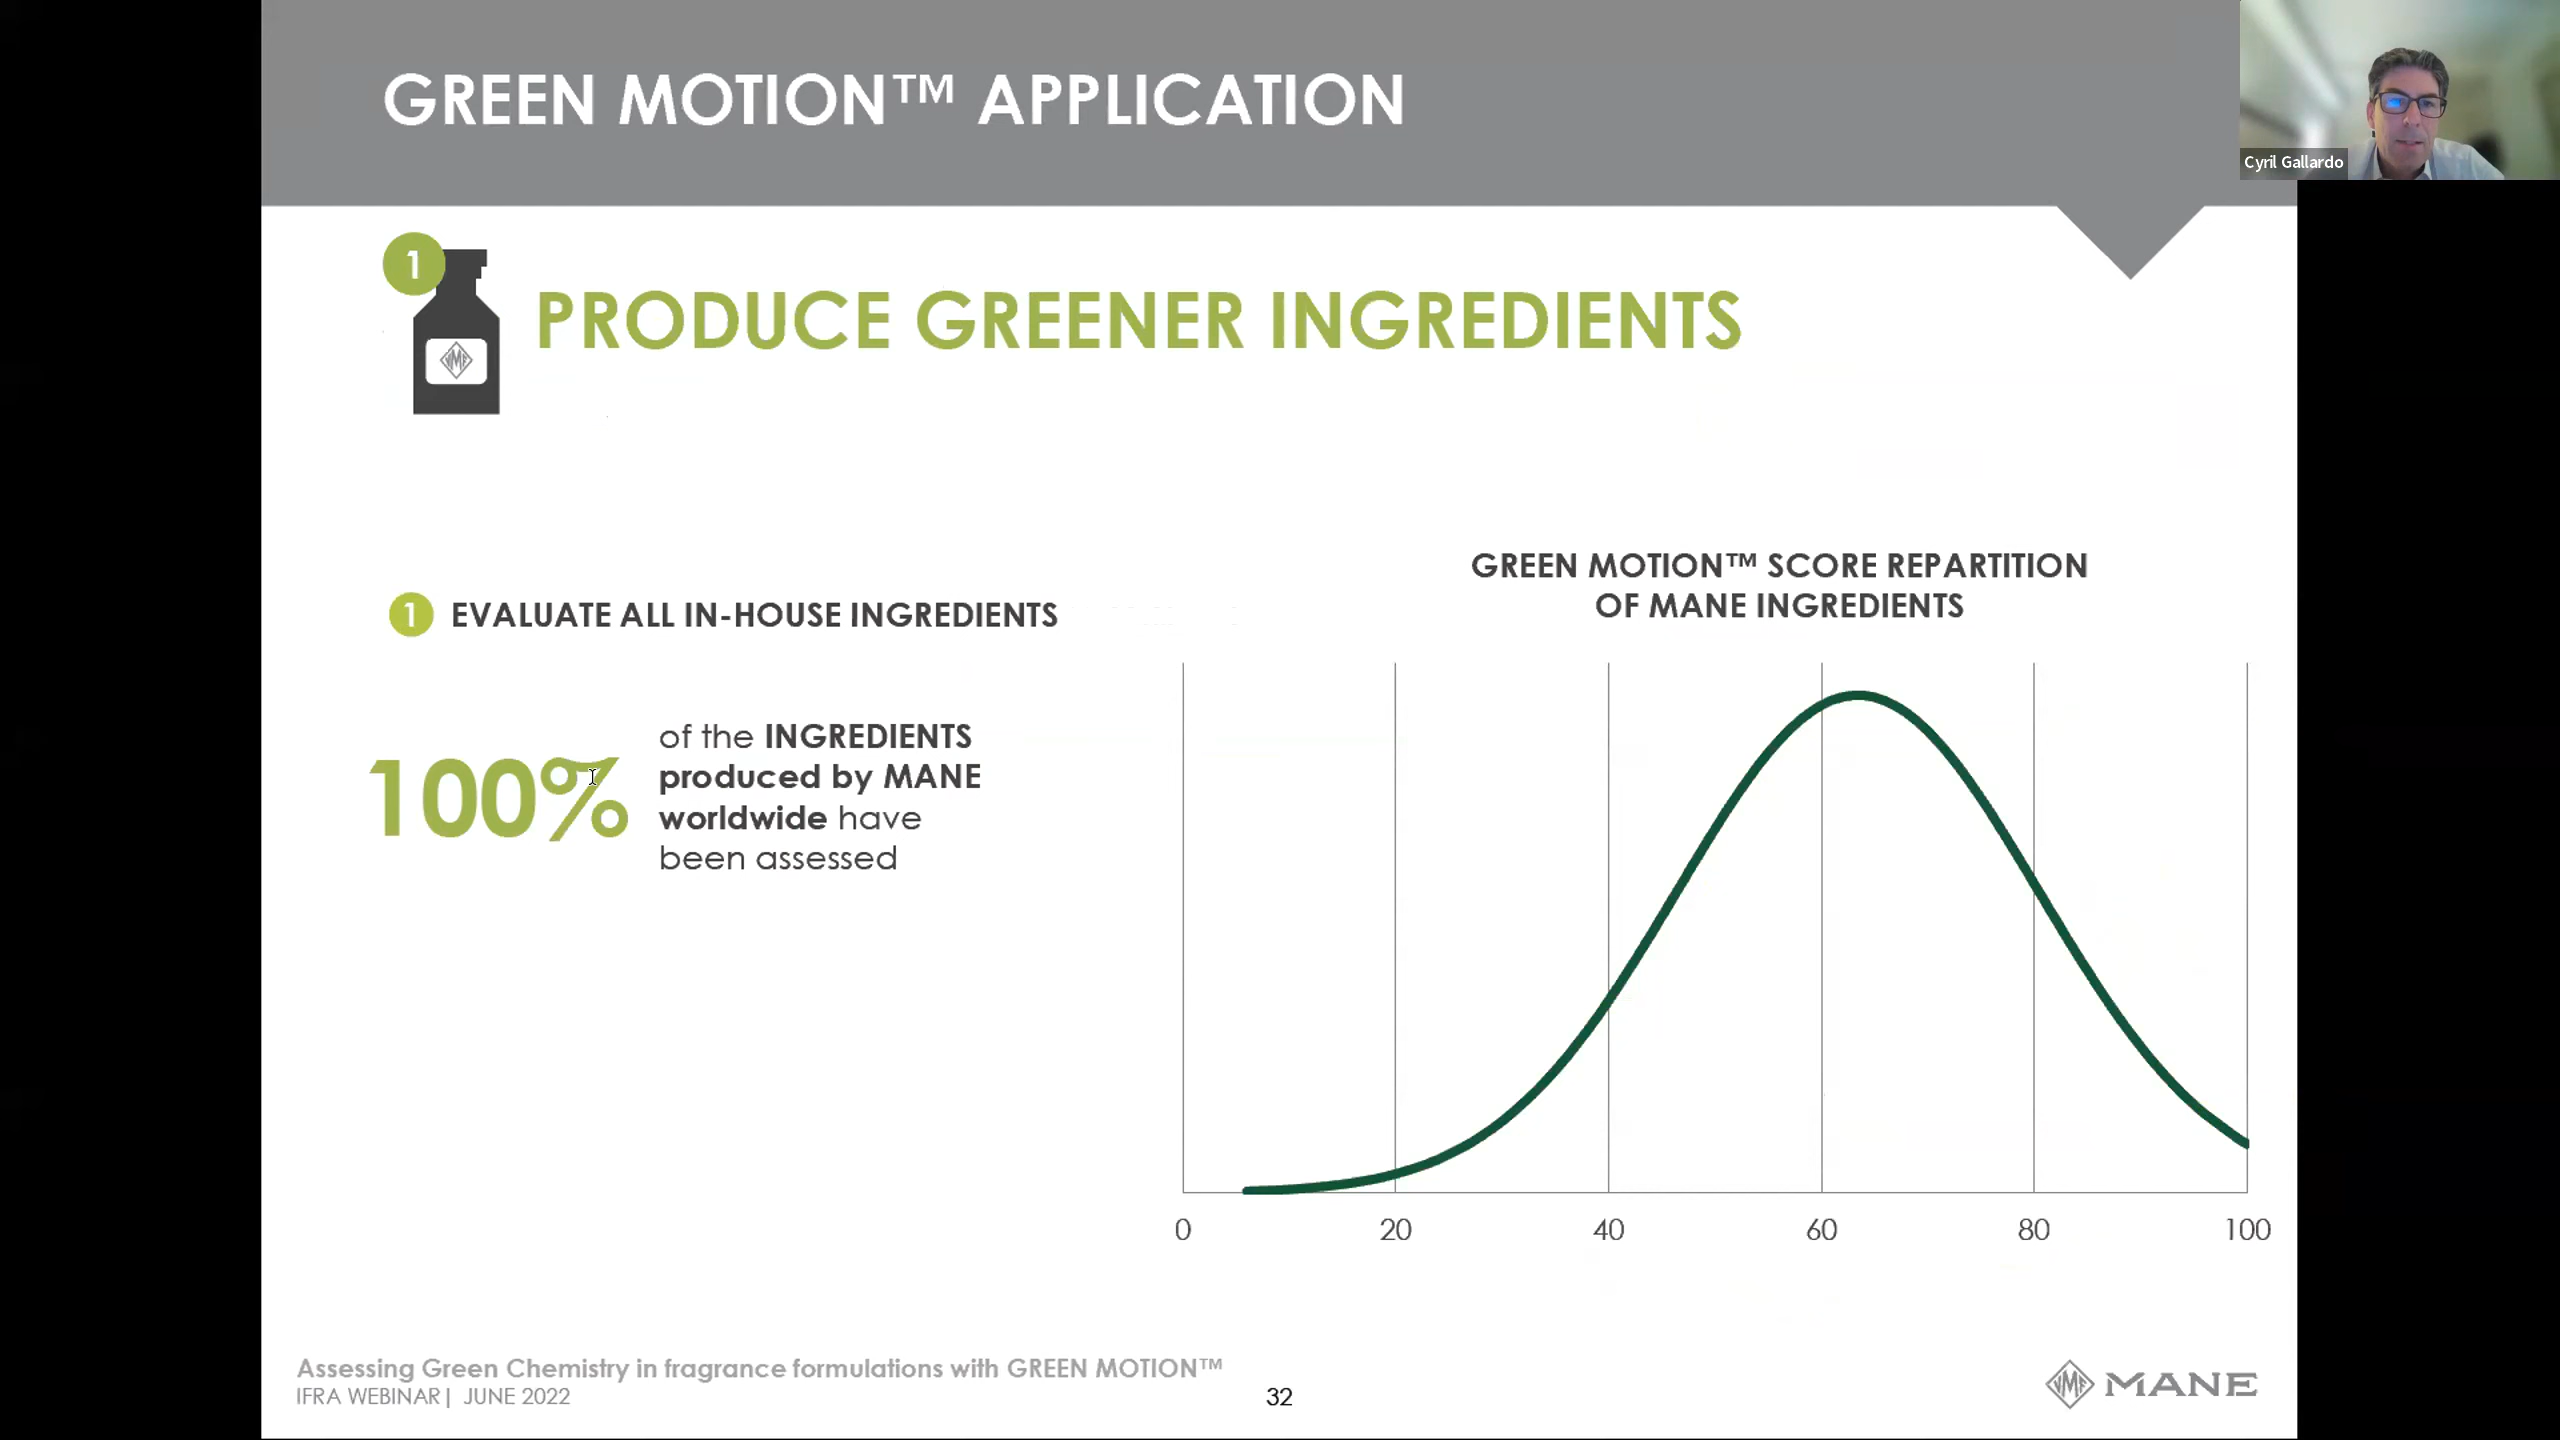 GREEN MOTION™ APPLICATION
Cyril Gallardo
1
PRODUCE GREENER INGREDIENTS
VMF
1 EVALUATE ALL IN-HOUSE INGREDIENTS
100%
of the INGREDIENTS
produced by MANE
worldwide have
been assessed
GREEN MOTION™ SCORE REPARTITION
OF MANE INGREDIENTS
0 20 40 60 80 100
Assessing Green Chemistry in fragrance formulations with GREEN MOTION™
IFRA WEBINAR | JUNE 2022
32
VMF MANE